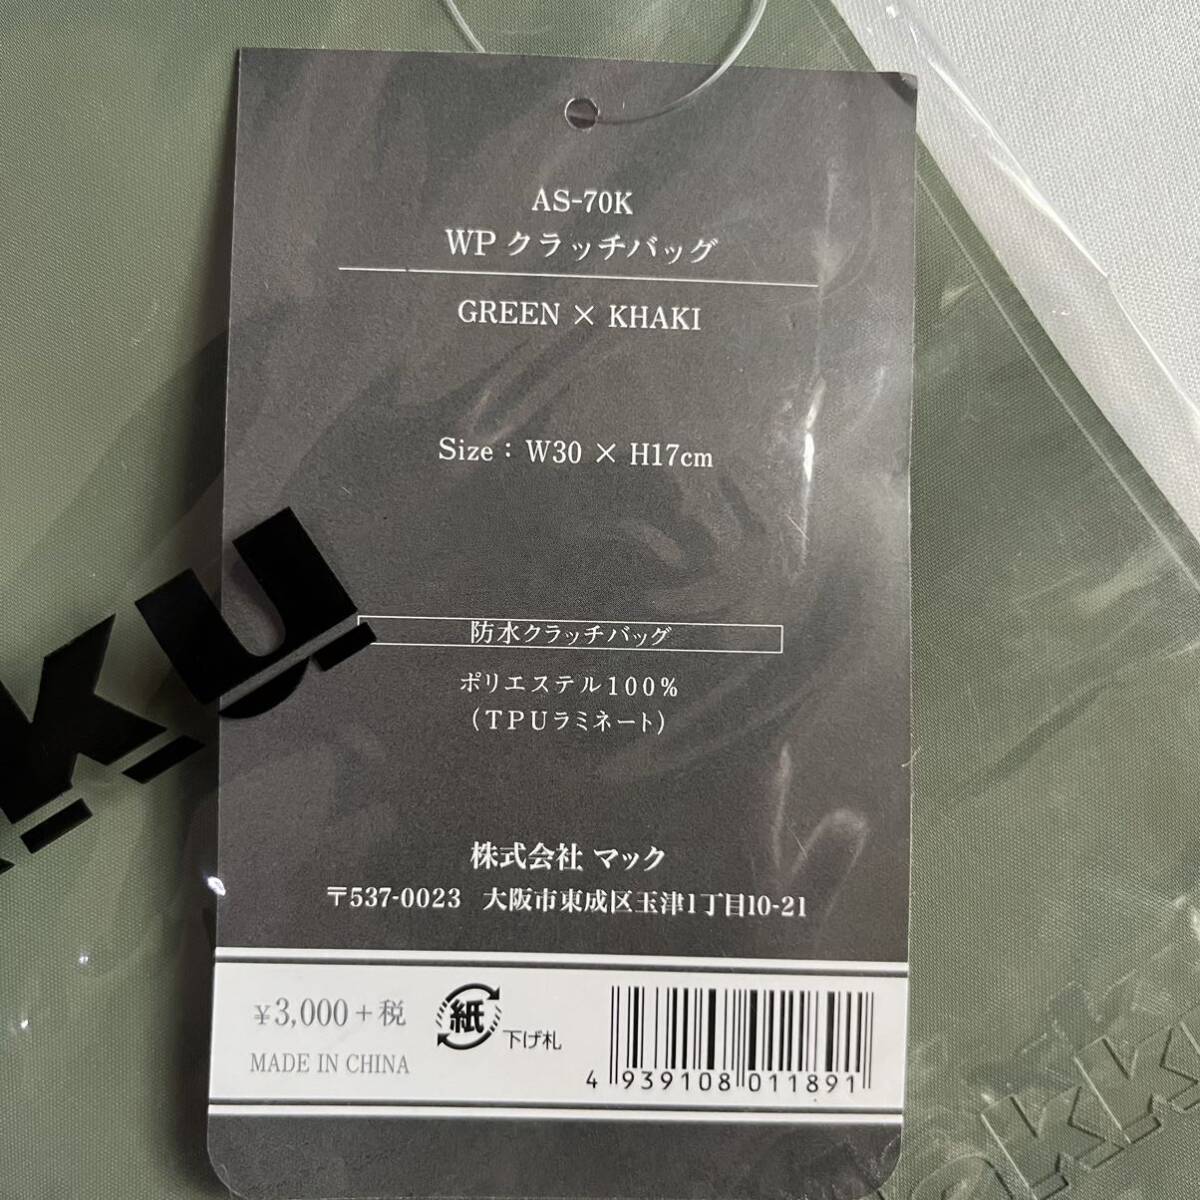 AS-70K
WP クラッチバッグ
GREEN × KHAKI
Size : W30 × H17cm
防水クラッチバッグ
ポリエステル100%
(TPUラミネート)
株式会社 マック
〒537-0023 大阪市東成区玉津1丁目10-21
¥3,000+税
MADE IN CHINA
紙
下げ札
4 939108 011891
ku